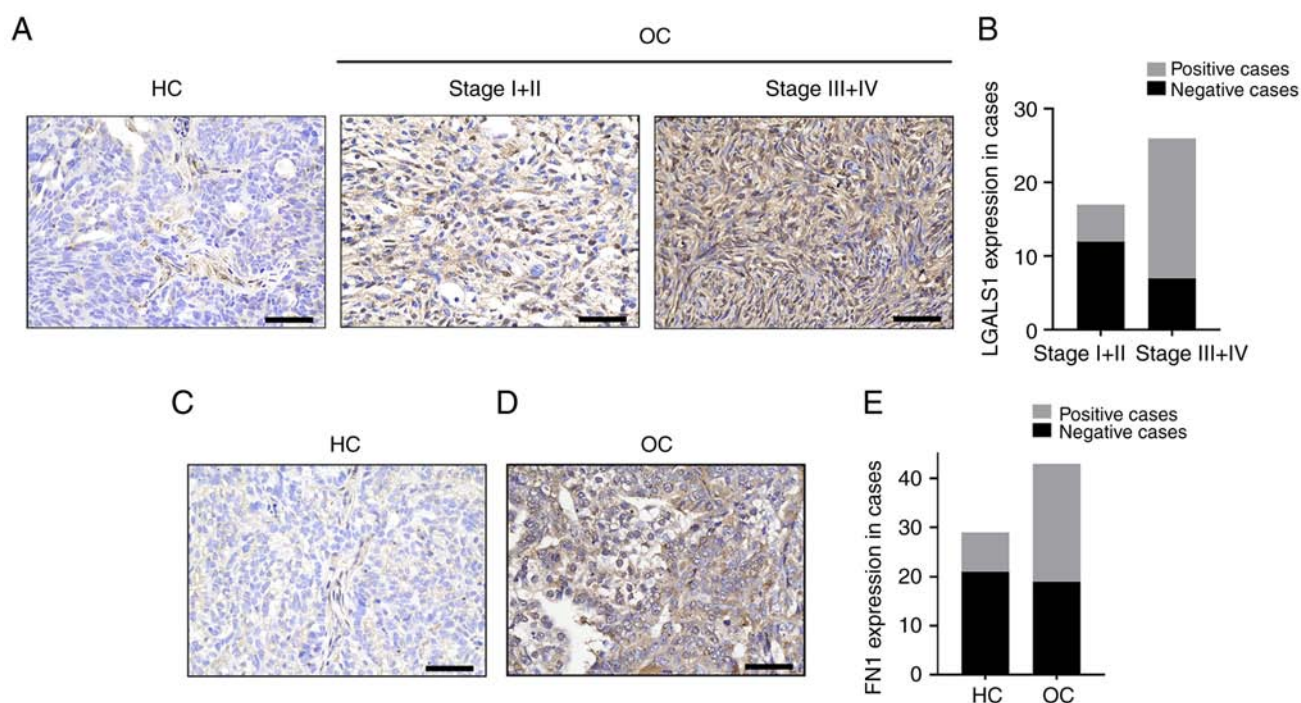 A
OC
HC
Stage I+II
Stage III+IV
B
Positive cases
Negative cases
LGALS1 expression in cases
30
20
10
0
Stage I+II
Stage III+IV
C
HC
D
OC
E
Positive cases
Negative cases
FN1 expression in cases
40
30
20
10
0
HC
OC